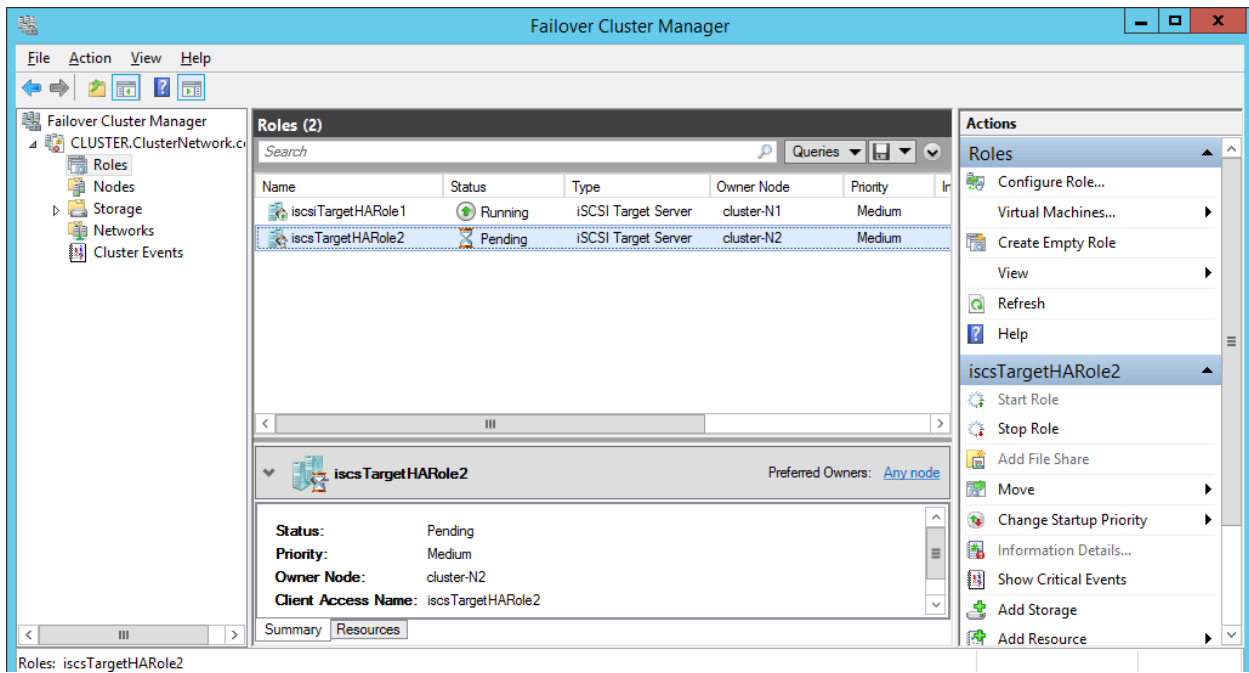 Failover Cluster Manager
File Action View Help
Failover Cluster Manager
CLUSTER.ClusterNetwork.c
Roles
Nodes
Storage
Networks
Cluster Events
Roles (2)
Search
Queries
Name Status Type Owner Node Priority
iscsiTargetHARole1 Running iSCSI Target Server cluster-N1 Medium
iscsTargetHARole2 Pending iSCSI Target Server cluster-N2 Medium
iscsTargetHARole2 Preferred Owners: Any node
Status: Pending
Priority: Medium
Owner Node: cluster-N2
Client Access Name: iscsTargetHARole2
Summary Resources
Actions
Roles
Configure Role...
Virtual Machines...
Create Empty Role
View
Refresh
Help
iscsTargetHARole2
Start Role
Stop Role
Add File Share
Move
Change Startup Priority
Information Details...
Show Critical Events
Add Storage
Add Resource
Roles: iscsTargetHARole2